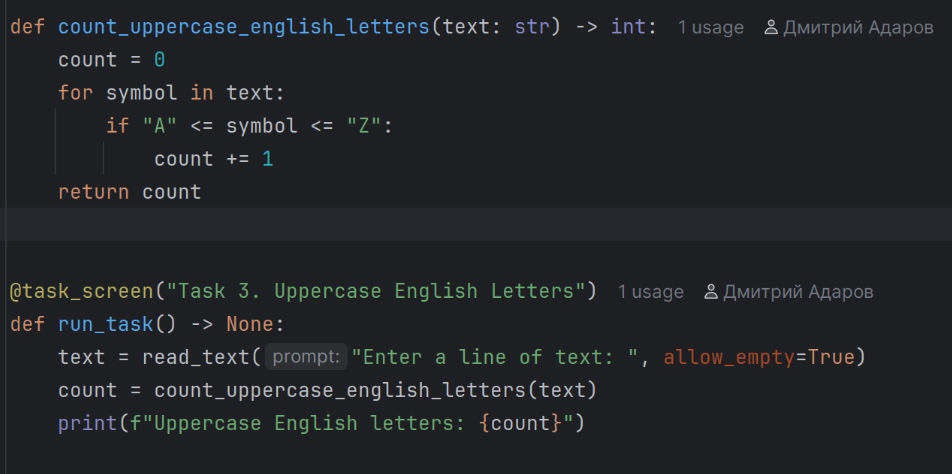 def count_uppercase_english_letters(text: str) -> int: 1 usage Дмитрий Адаров
    count = 0
    for symbol in text:
        if "A" <= symbol <= "Z":
            count += 1
    return count
@task_screen("Task 3. Uppercase English Letters") 1 usage Дмитрий Адаров
def run_task() -> None:
    text = read_text( prompt: "Enter a line of text: ", allow_empty=True)
    count = count_uppercase_english_letters(text)
    print(f"Uppercase English letters: {count}")